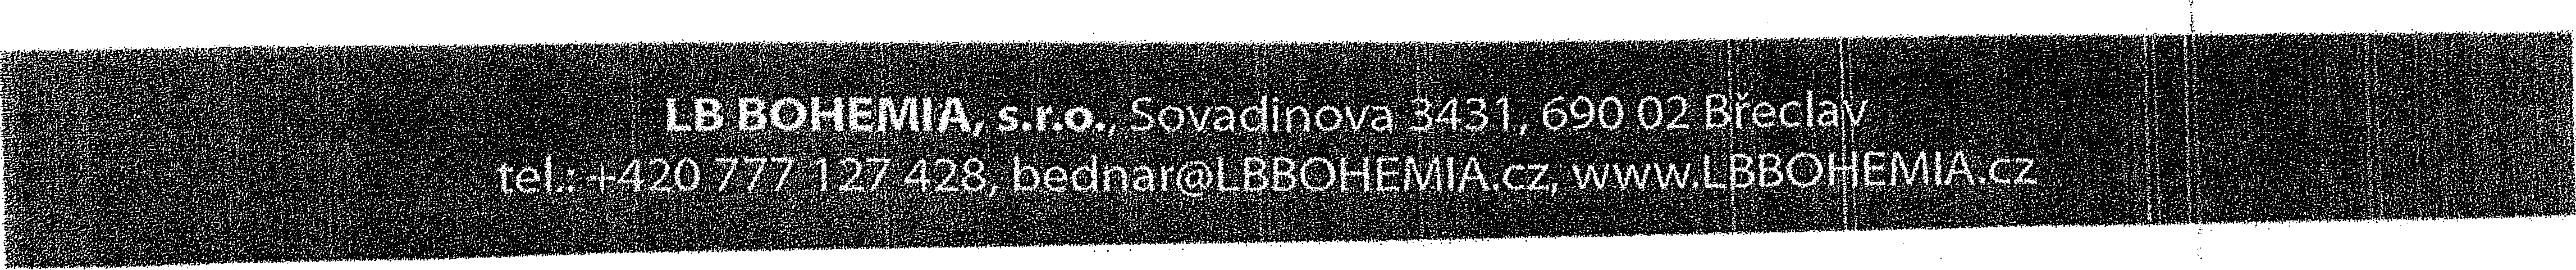 LB BOHEMIA, s.r.o., Sovadinova 3431, 690 02 Břeclav
tel.: +420 777 127 428, bednar@LBBOHEMIA.cz, www.LBBOHEMIA.cz